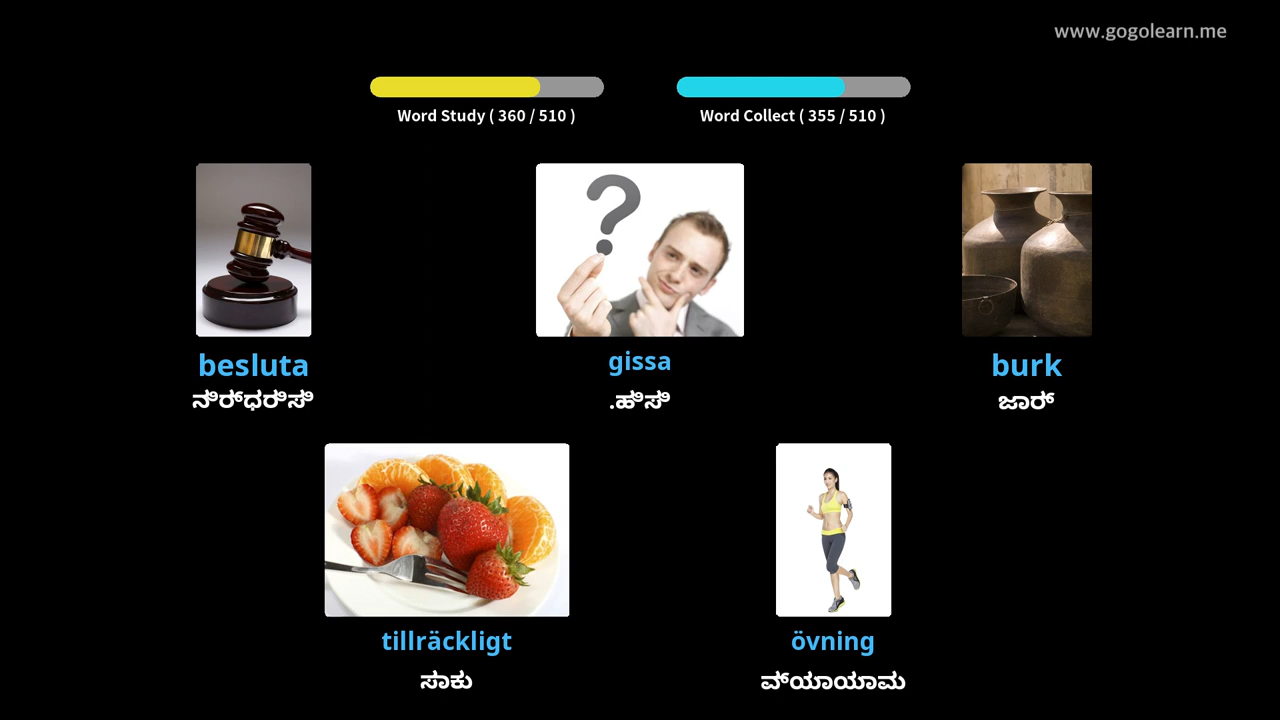 www.gogolearn.me
Word Study ( 360 / 510 )
Word Collect ( 355 / 510 )
besluta
ನಿರ್ಧರಿಸಿ
gissa
.ಹಿಸಿ
burk
ಜಾರ್
tillräckligt
ಸಾಕು
övning
ವ್ಯಾಯಾಮ